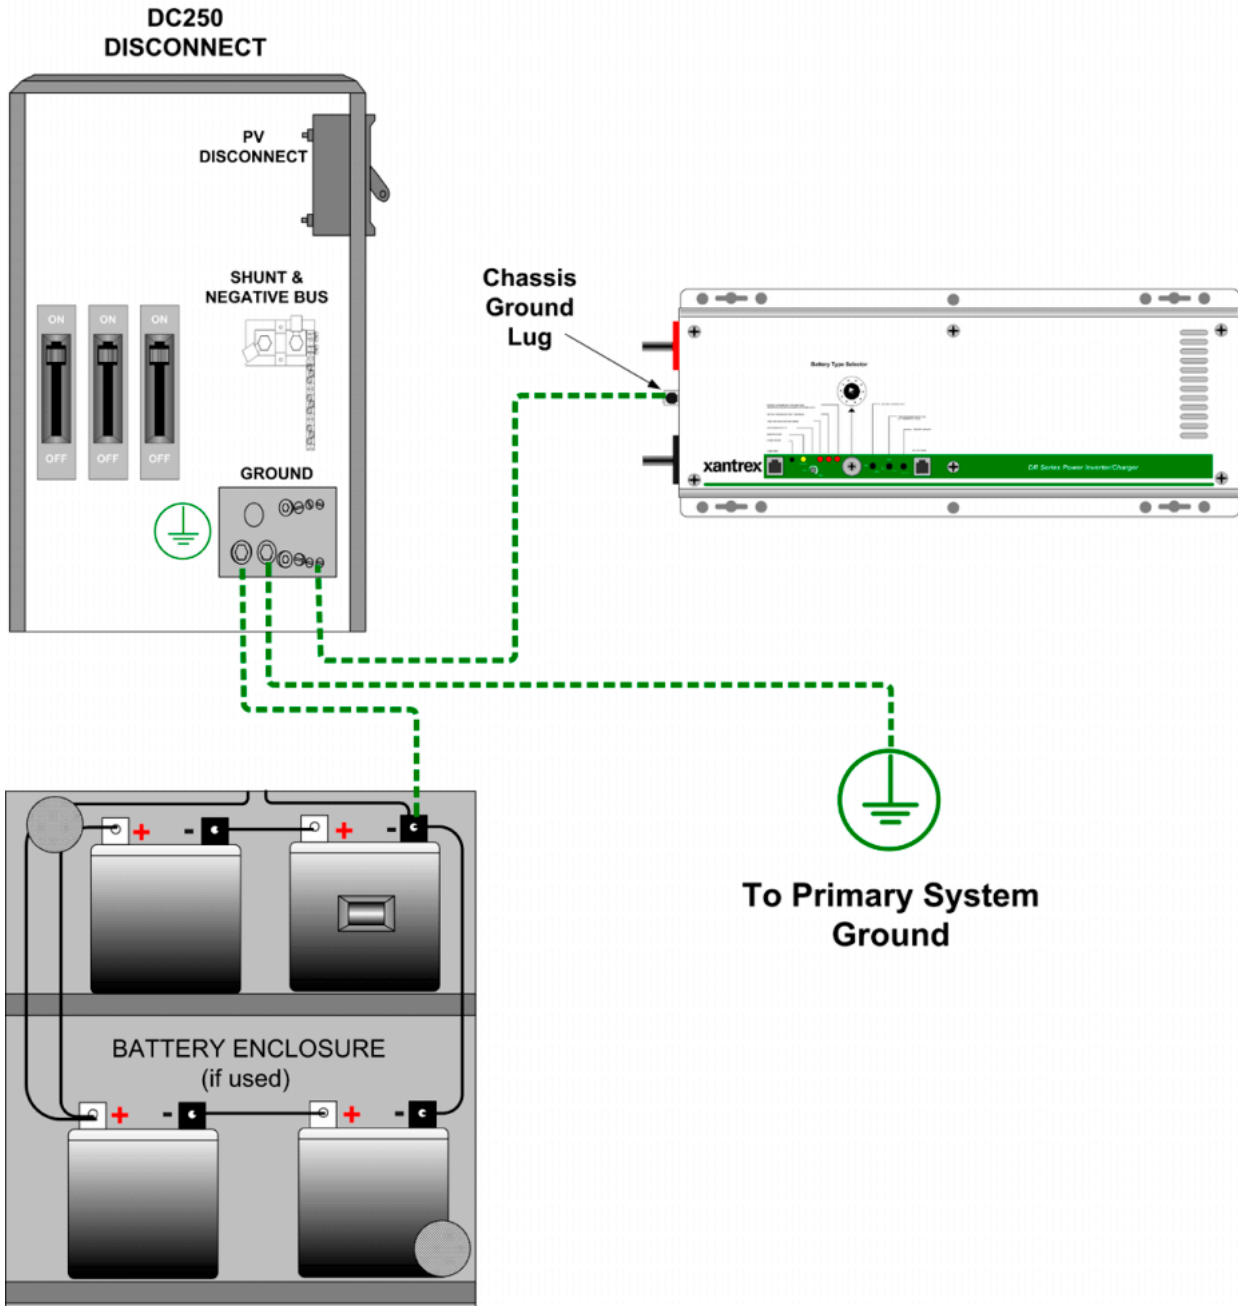 DC250
DISCONNECT
PV
DISCONNECT
SHUNT &
NEGATIVE BUS
ON
ON
ON
OFF
OFF
OFF
GROUND
Chassis
Ground
Lug
Battery Type Selector
xantrex
DR Series Power Inverter/Charger
To Primary System
Ground
+
-
+
-
BATTERY ENCLOSURE
(if used)
+
-
+
-